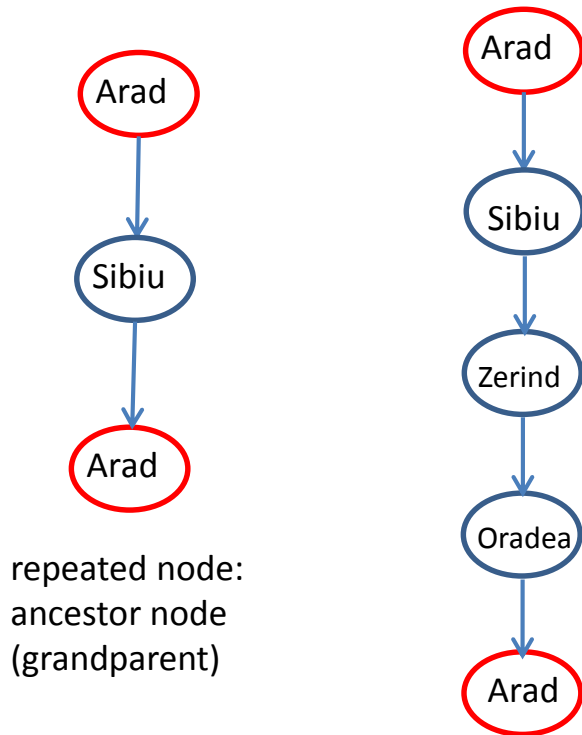 Arad
Sibiu
Arad
repeated node:
ancestor node
(grandparent)
Arad
Sibiu
Zerind
Oradea
Arad